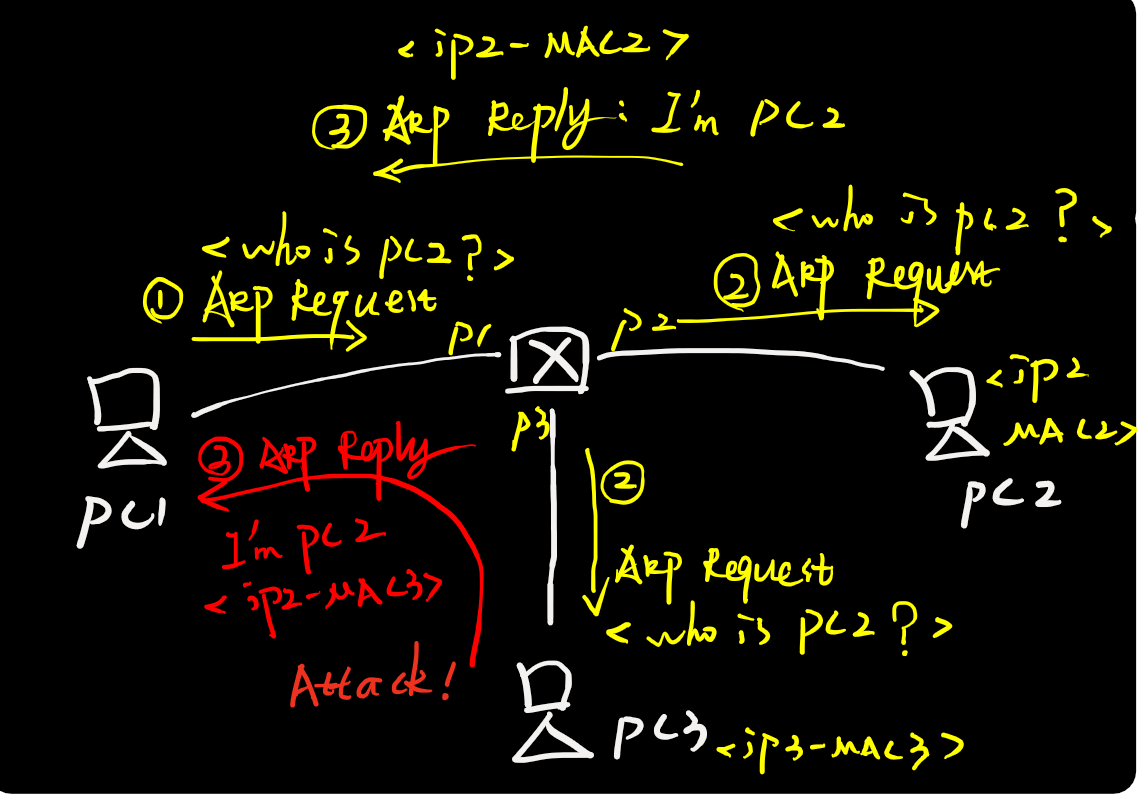 <ip2-MAC2>
③ ARP Reply: I'm PC2
<who is pc2?>
① ARP Request
<who is pc2?>
② ARP Request
p1
p2
p3
<ip2
MAC2>
PC1
PC2
③ ARP Reply
I'm PC2
<ip2-MAC3>
Attack!
②
ARP Request
<who is PC2?>
PC3 <ip3-MAC3>